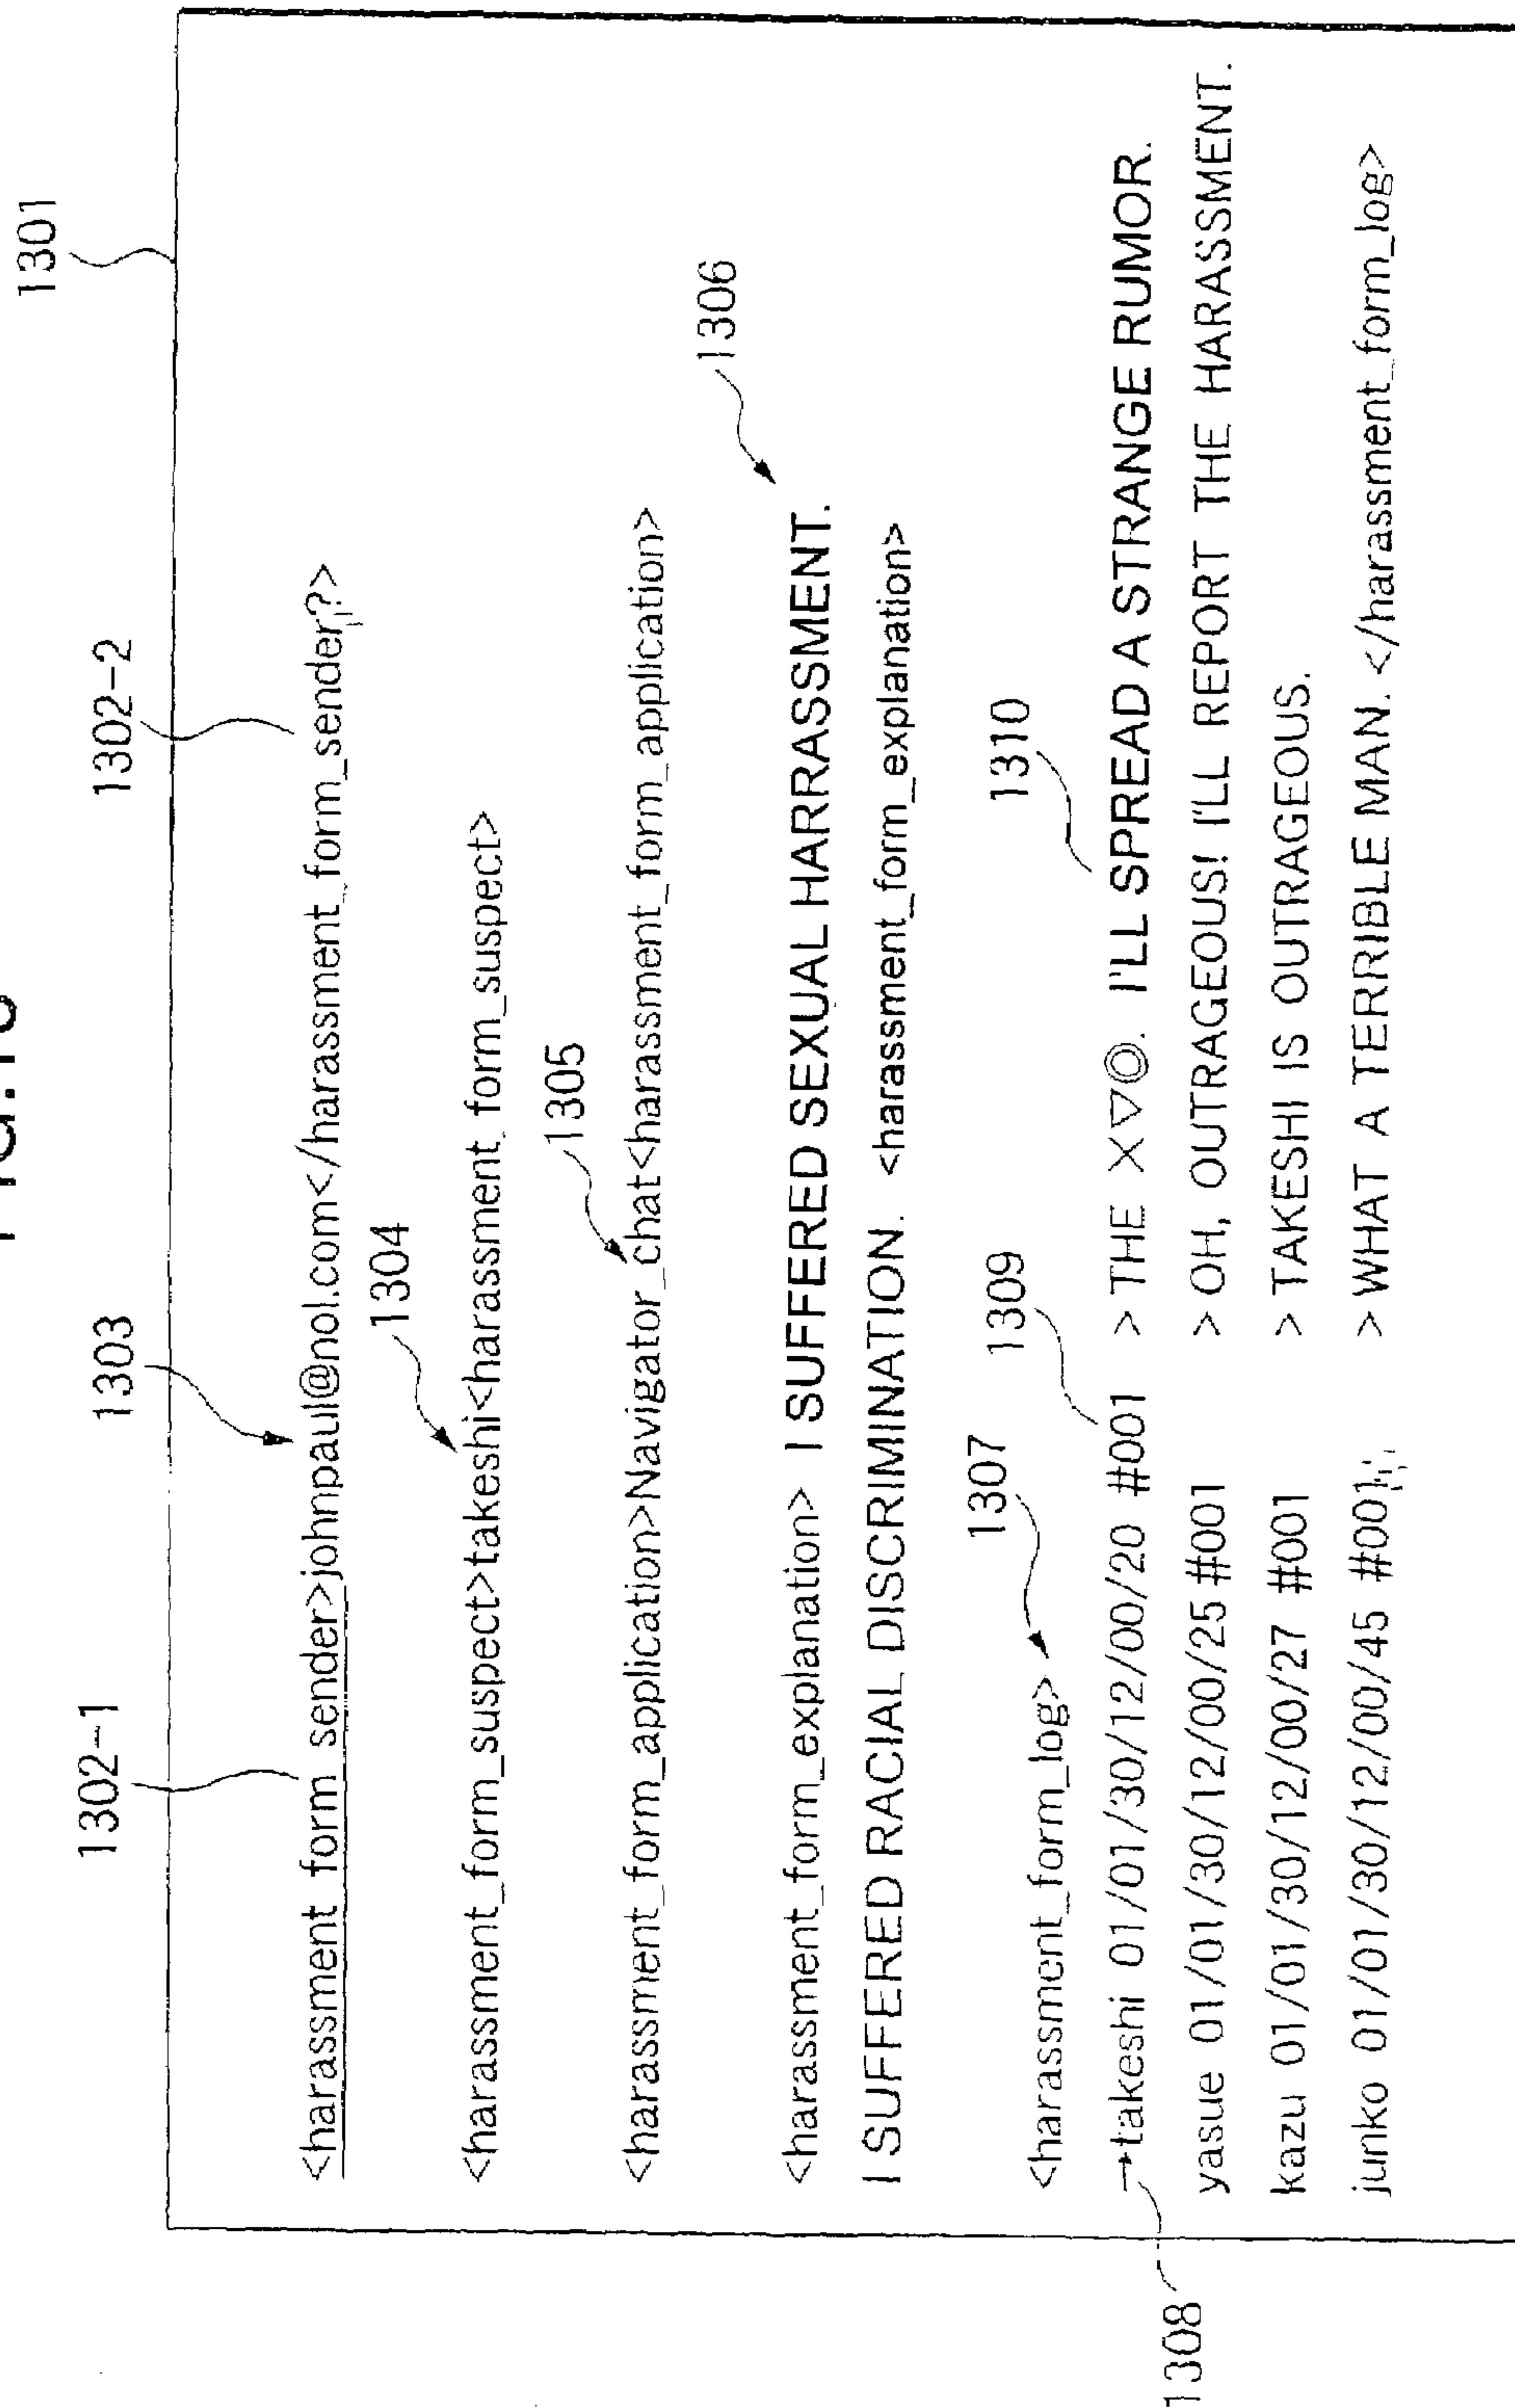 1301
1302-1
1303
1302-2
<harassment_form_sender>johnpaul@nol.com</harassment_form_sender?>
1304
<harassment_form_suspect>takeshi<harassment_form_suspect>
1305
<harassment_form_application>Navigator_chat<harassment_form_application>
1306
<harassment_form_explanation> I SUFFERED SEXUAL HARRASSMENT.
I SUFFERED RACIAL DISCRIMINATION. <harassment_form_explanation>
1307
1309
1310
<harassment_form_log>
1308
→takeshi 01/01/30/12/00/20 #001 > THE X▽◎. I'LL SPREAD A STRANGE RUMOR.
yasue 01/01/30/12/00/25 #001 > OH, OUTRAGEOUS! I'LL REPORT THE HARASSMENT.
kazu 01/01/30/12/00/27 #001 > TAKESHI IS OUTRAGEOUS.
junko 01/01/30/12/00/45 #001 > WHAT A TERRIBLE MAN. </harassment_form_log>